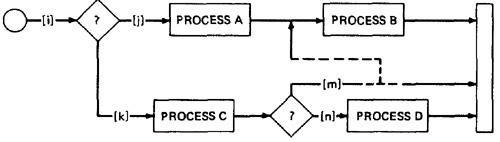 [i] ? [j] PROCESS A PROCESS B
[m]
[k] PROCESS C ? [n] PROCESS D